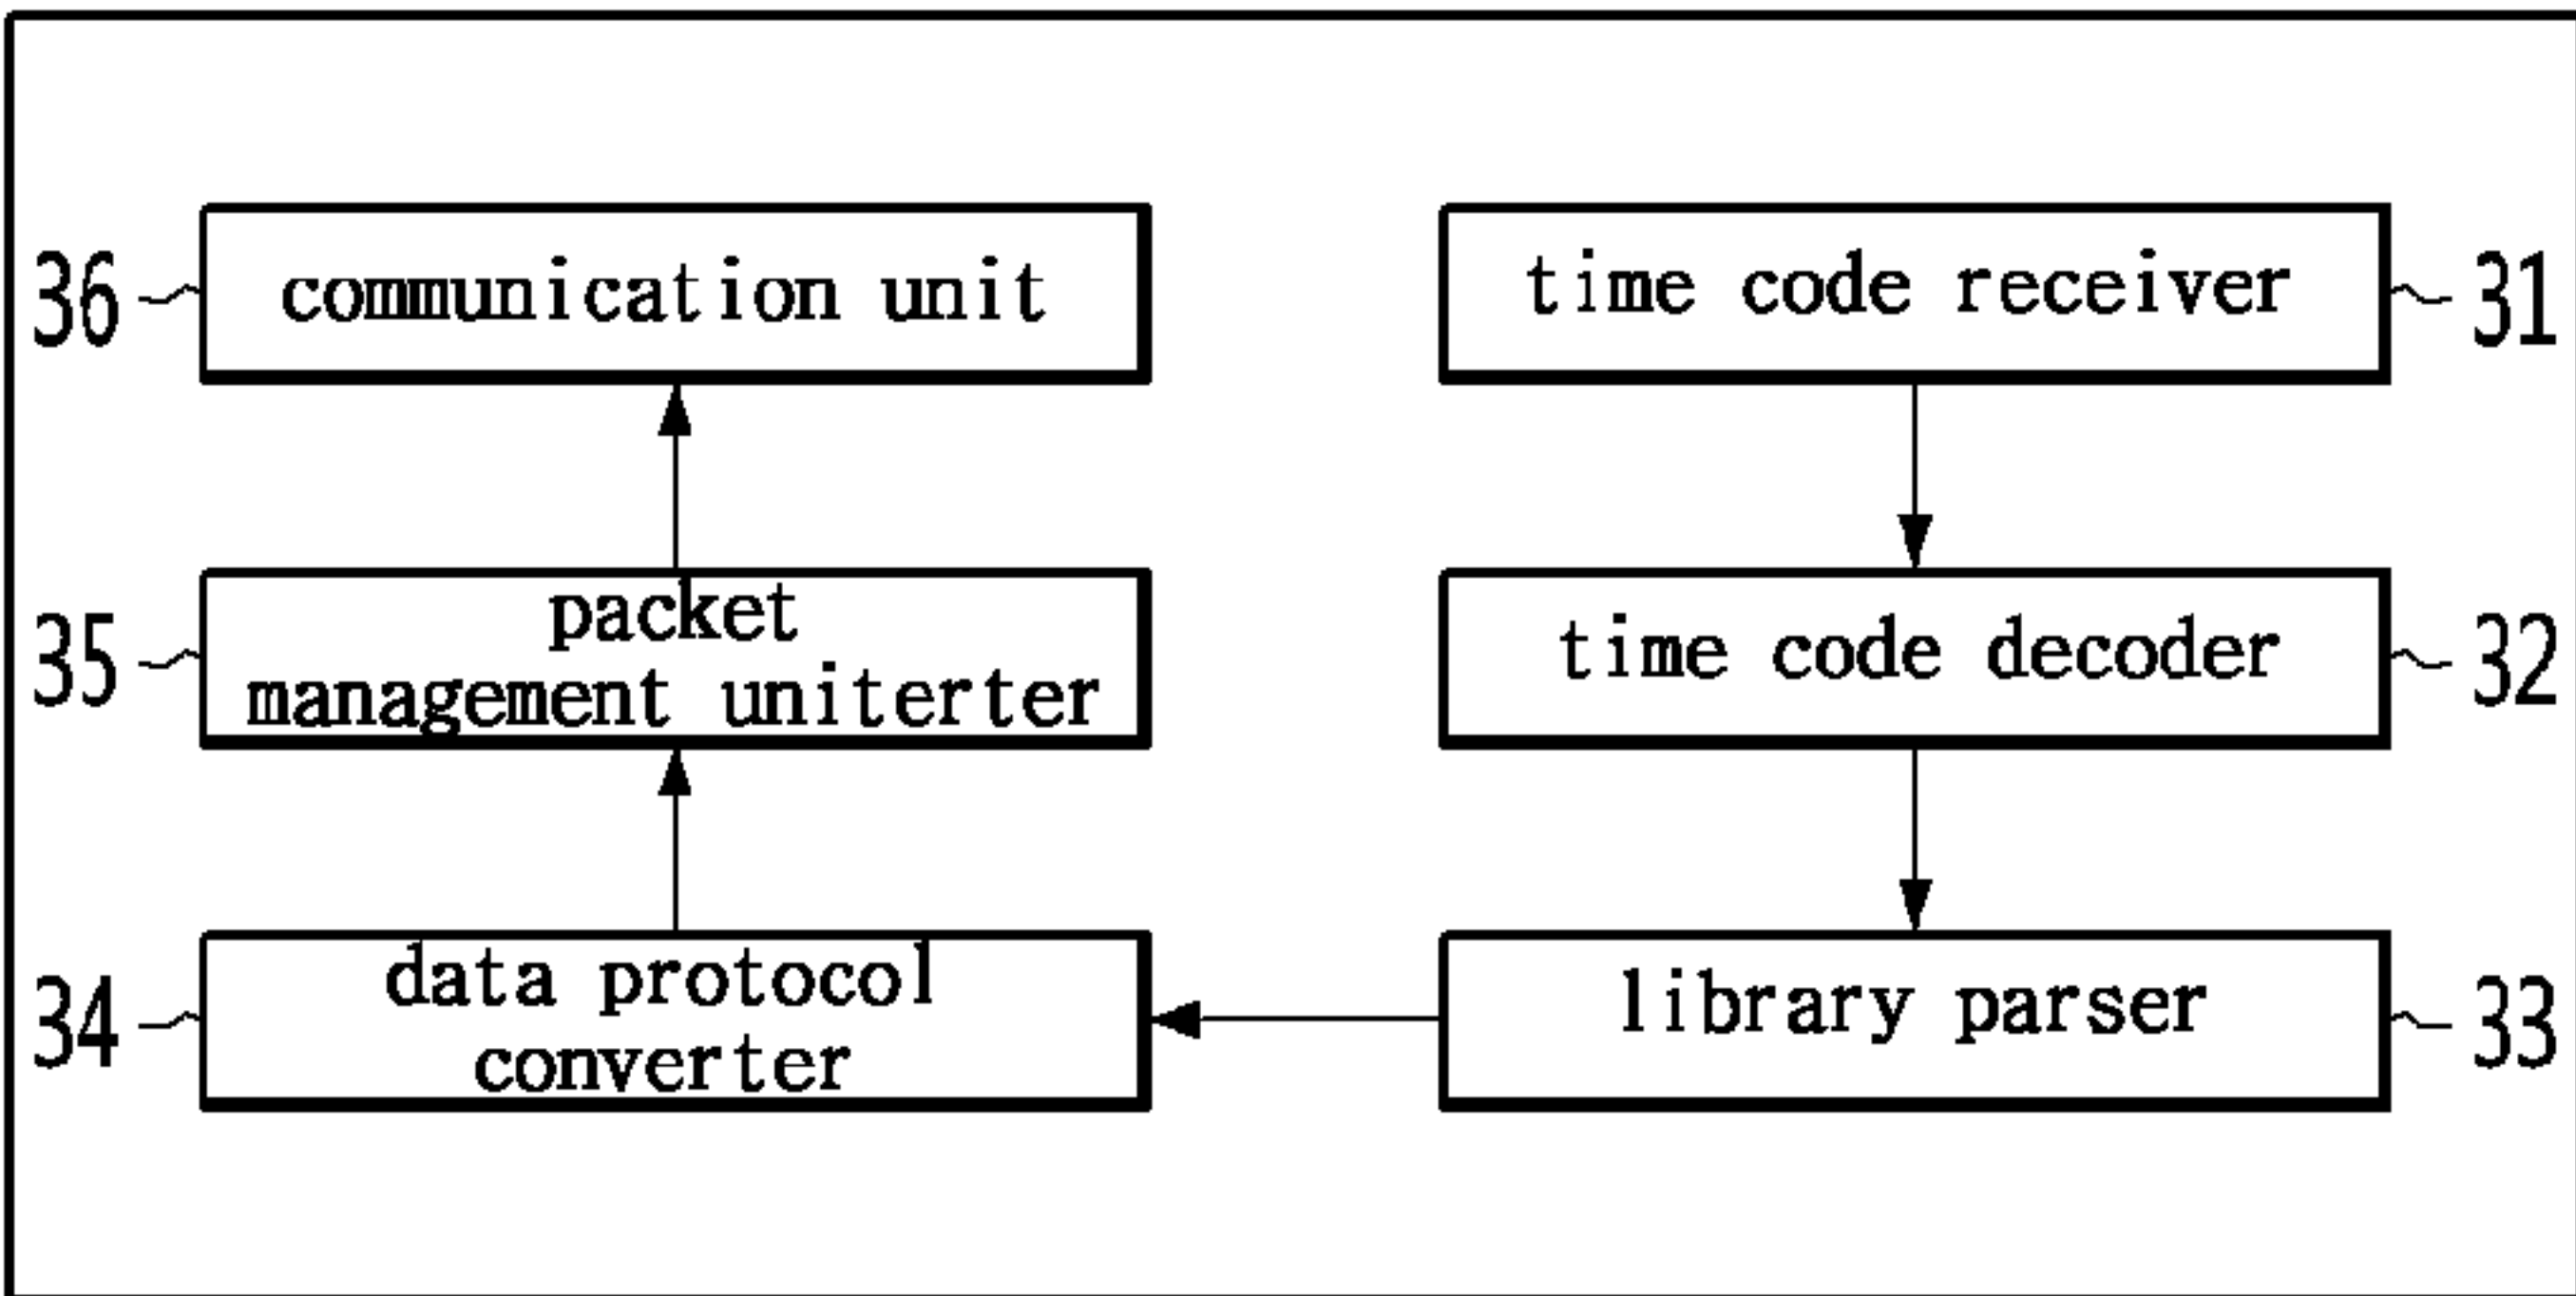 36 communication unit
time code receiver 31
35 packet
management uniterter
time code decoder 32
34 data protocol
converter
library parser 33